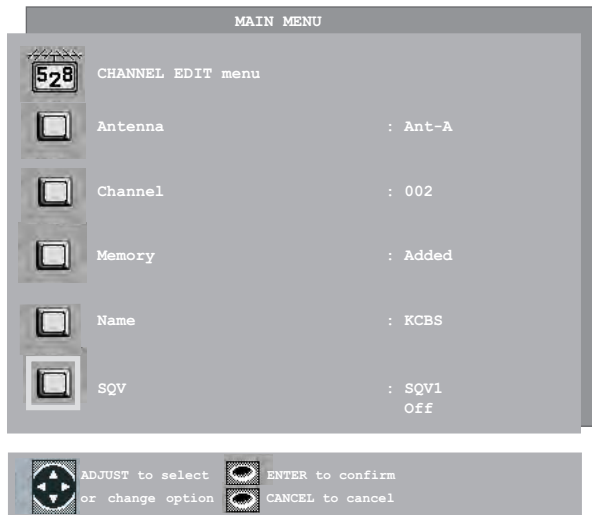 MAIN MENU
528
CHANNEL EDIT menu
Antenna : Ant-A
Channel : 002
Memory : Added
Name : KCBS
SQV : SQV1
Off
ADJUST to select ENTER to confirm
or change option CANCEL to cancel